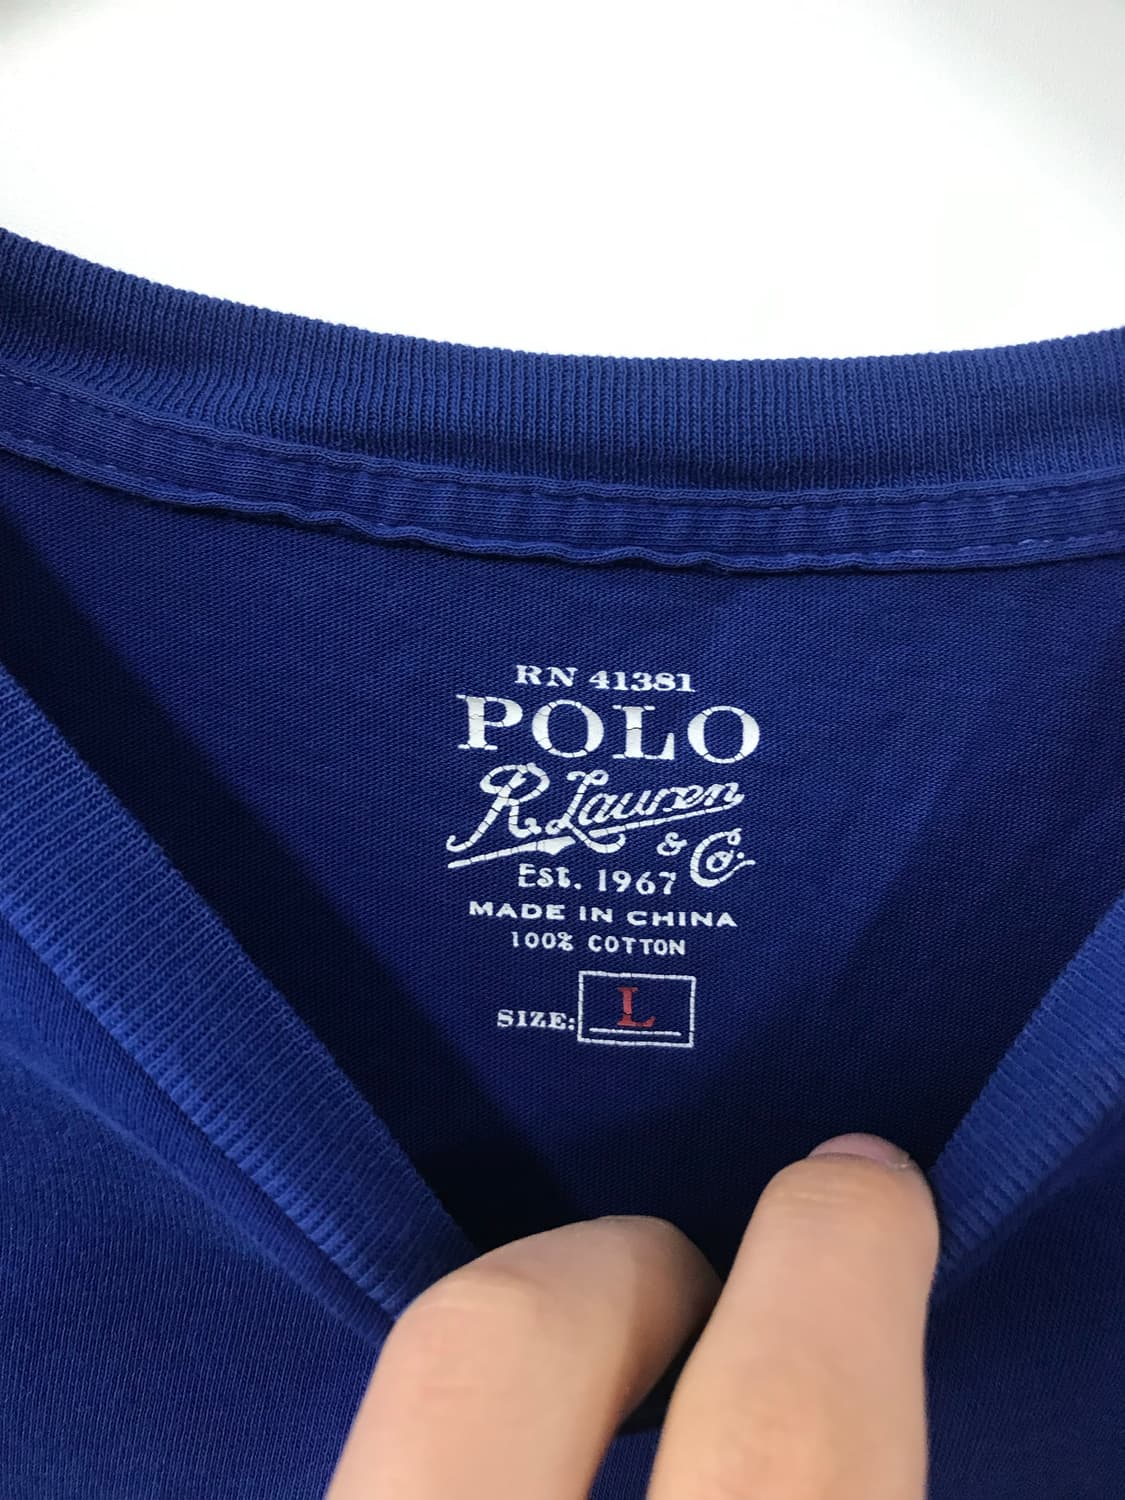 RN 41381
POLO
R Lauren
& Co.
Est. 1967
MADE IN CHINA
100% COTTON
SIZE: L